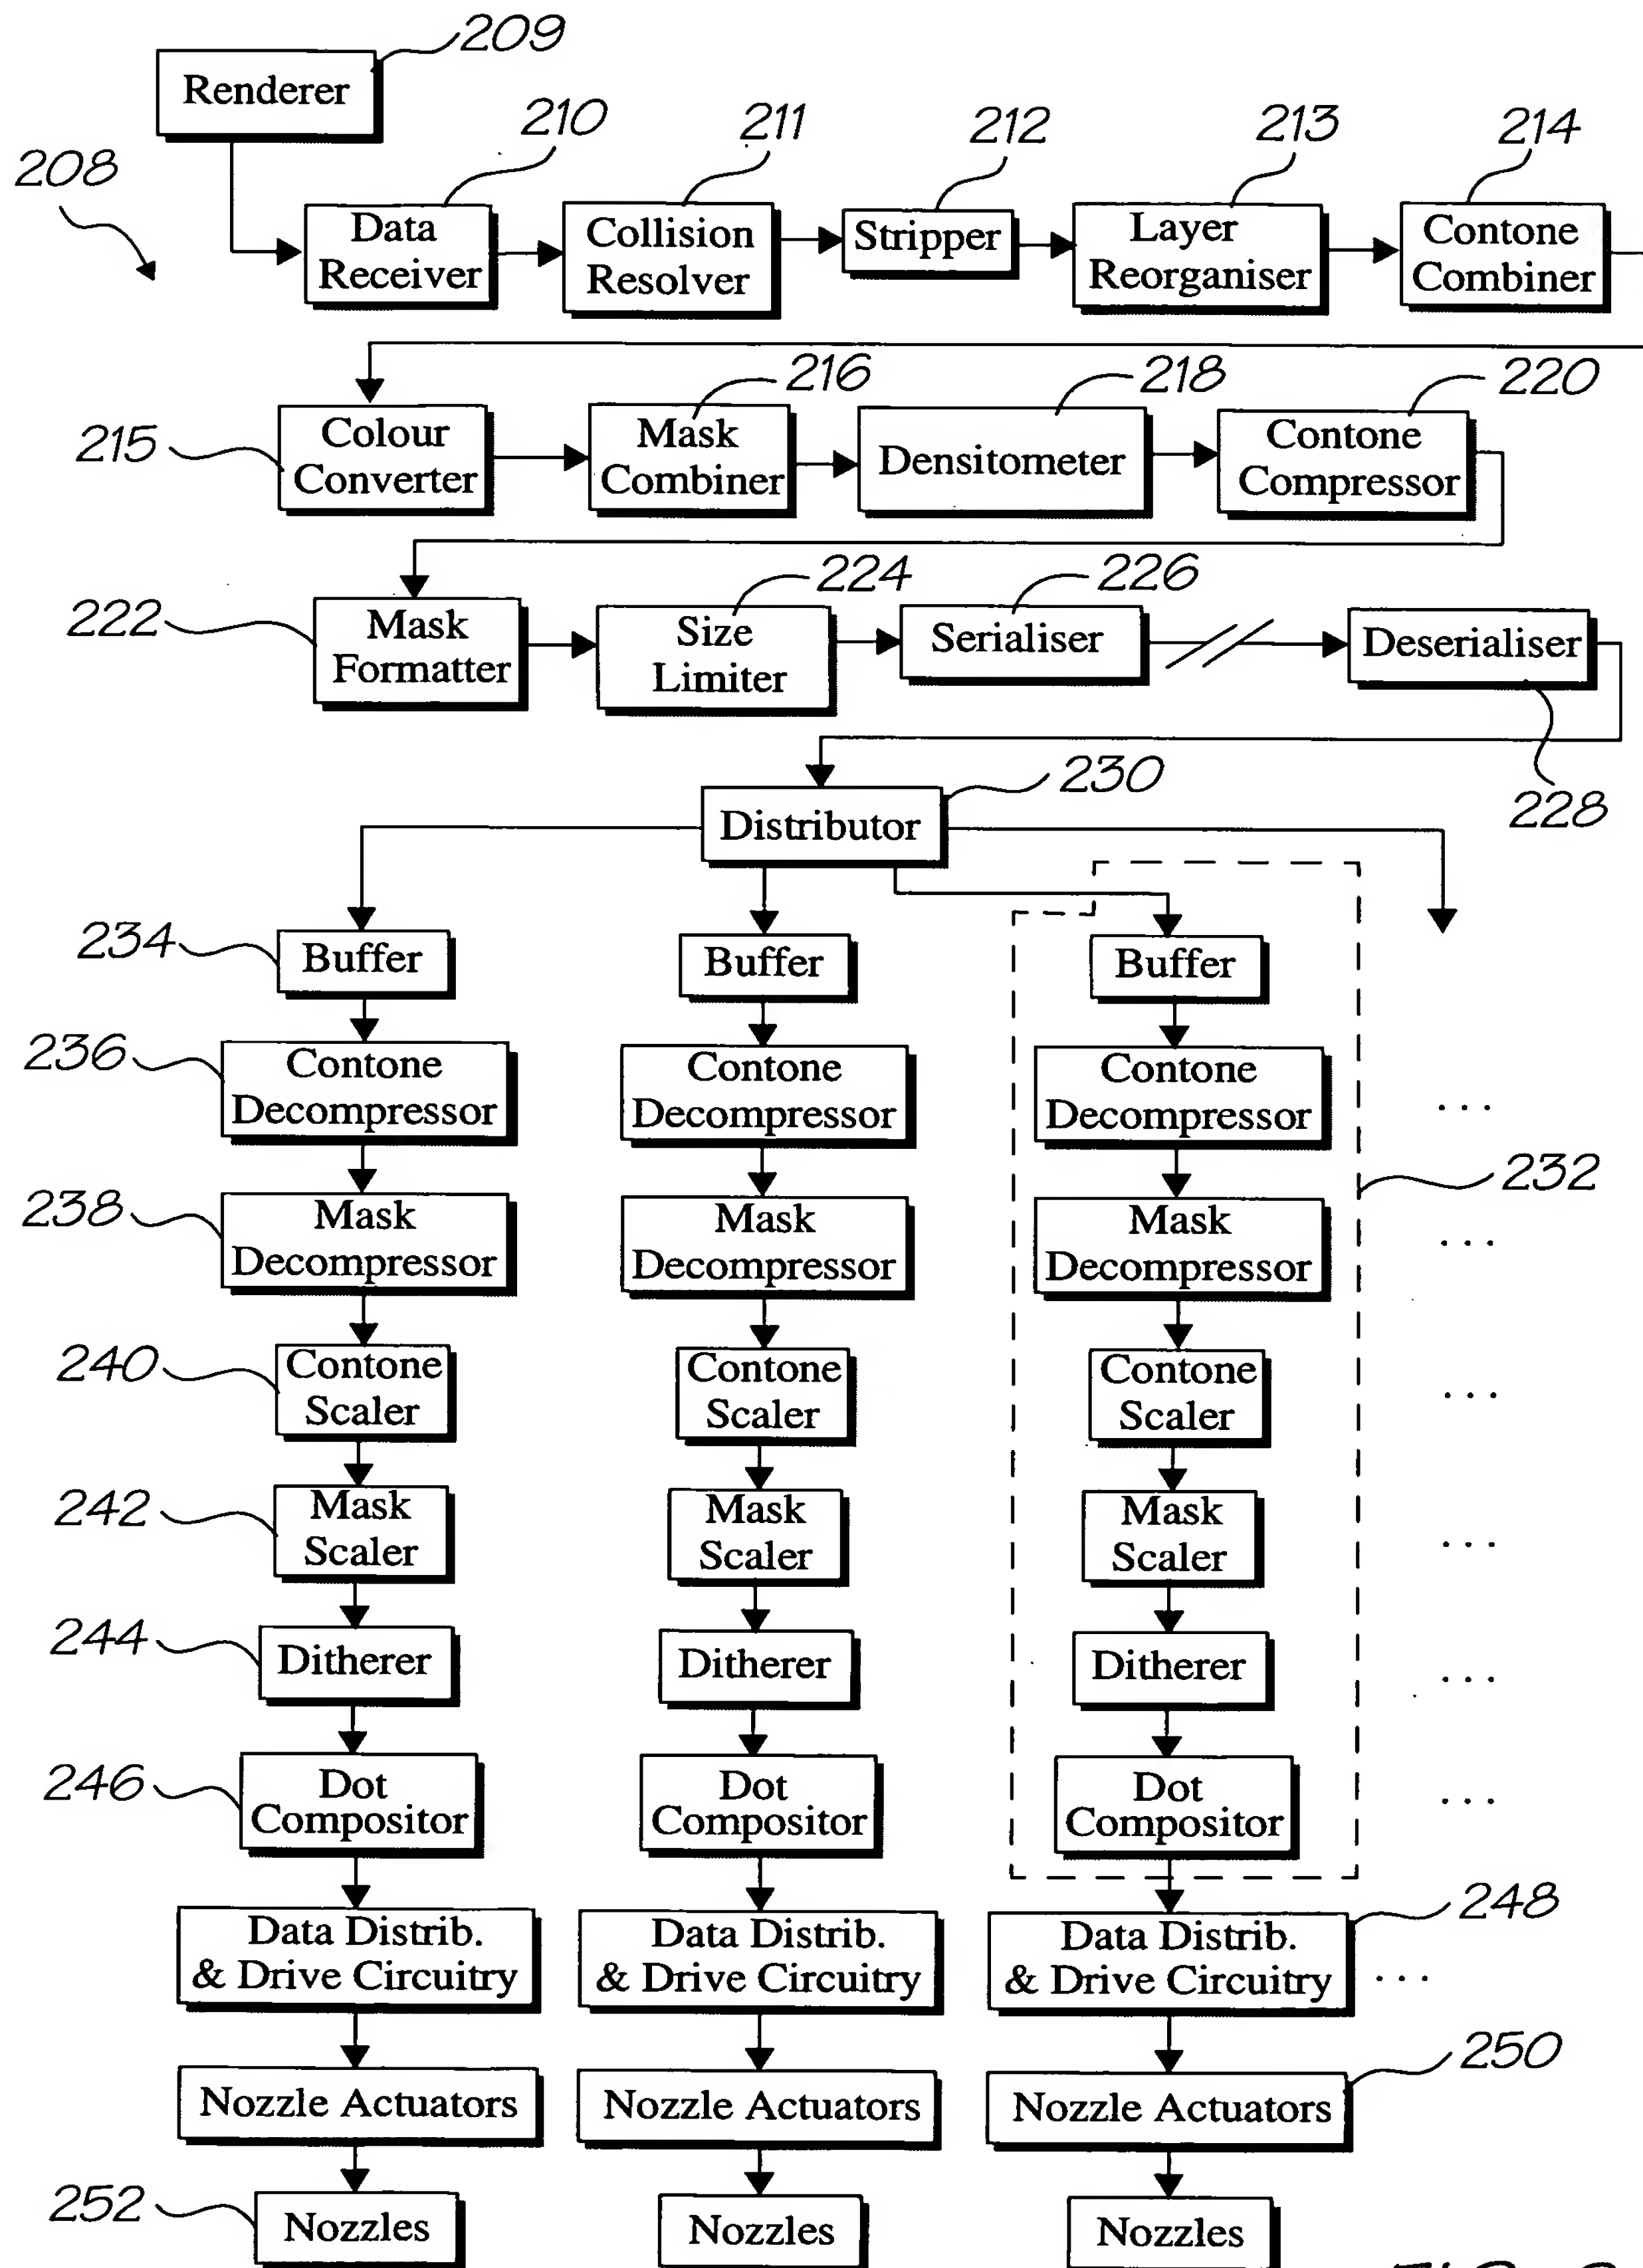 209
Renderer
208
210
211
212
213
214
Data
Receiver
Collision
Resolver
Stripper
Layer
Reorganiser
Contone
Combiner
216
218
220
215
Colour
Converter
Mask
Combiner
Densitometer
Contone
Compressor
224
226
222
Mask
Formatter
Size
Limiter
Serialiser
Deserialiser
228
230
Distributor
234
Buffer
Buffer
Buffer
236
Contone
Decompressor
Contone
Decompressor
Contone
Decompressor
...
232
238
Mask
Decompressor
Mask
Decompressor
Mask
Decompressor
...
240
Contone
Scaler
Contone
Scaler
Contone
Scaler
...
242
Mask
Scaler
Mask
Scaler
Mask
Scaler
...
244
Ditherer
Ditherer
Ditherer
...
246
Dot
Compositor
Dot
Compositor
Dot
Compositor
...
248
Data Distrib.
& Drive Circuitry
Data Distrib.
& Drive Circuitry
Data Distrib.
& Drive Circuitry
...
250
Nozzle Actuators
Nozzle Actuators
Nozzle Actuators
252
Nozzles
Nozzles
Nozzles